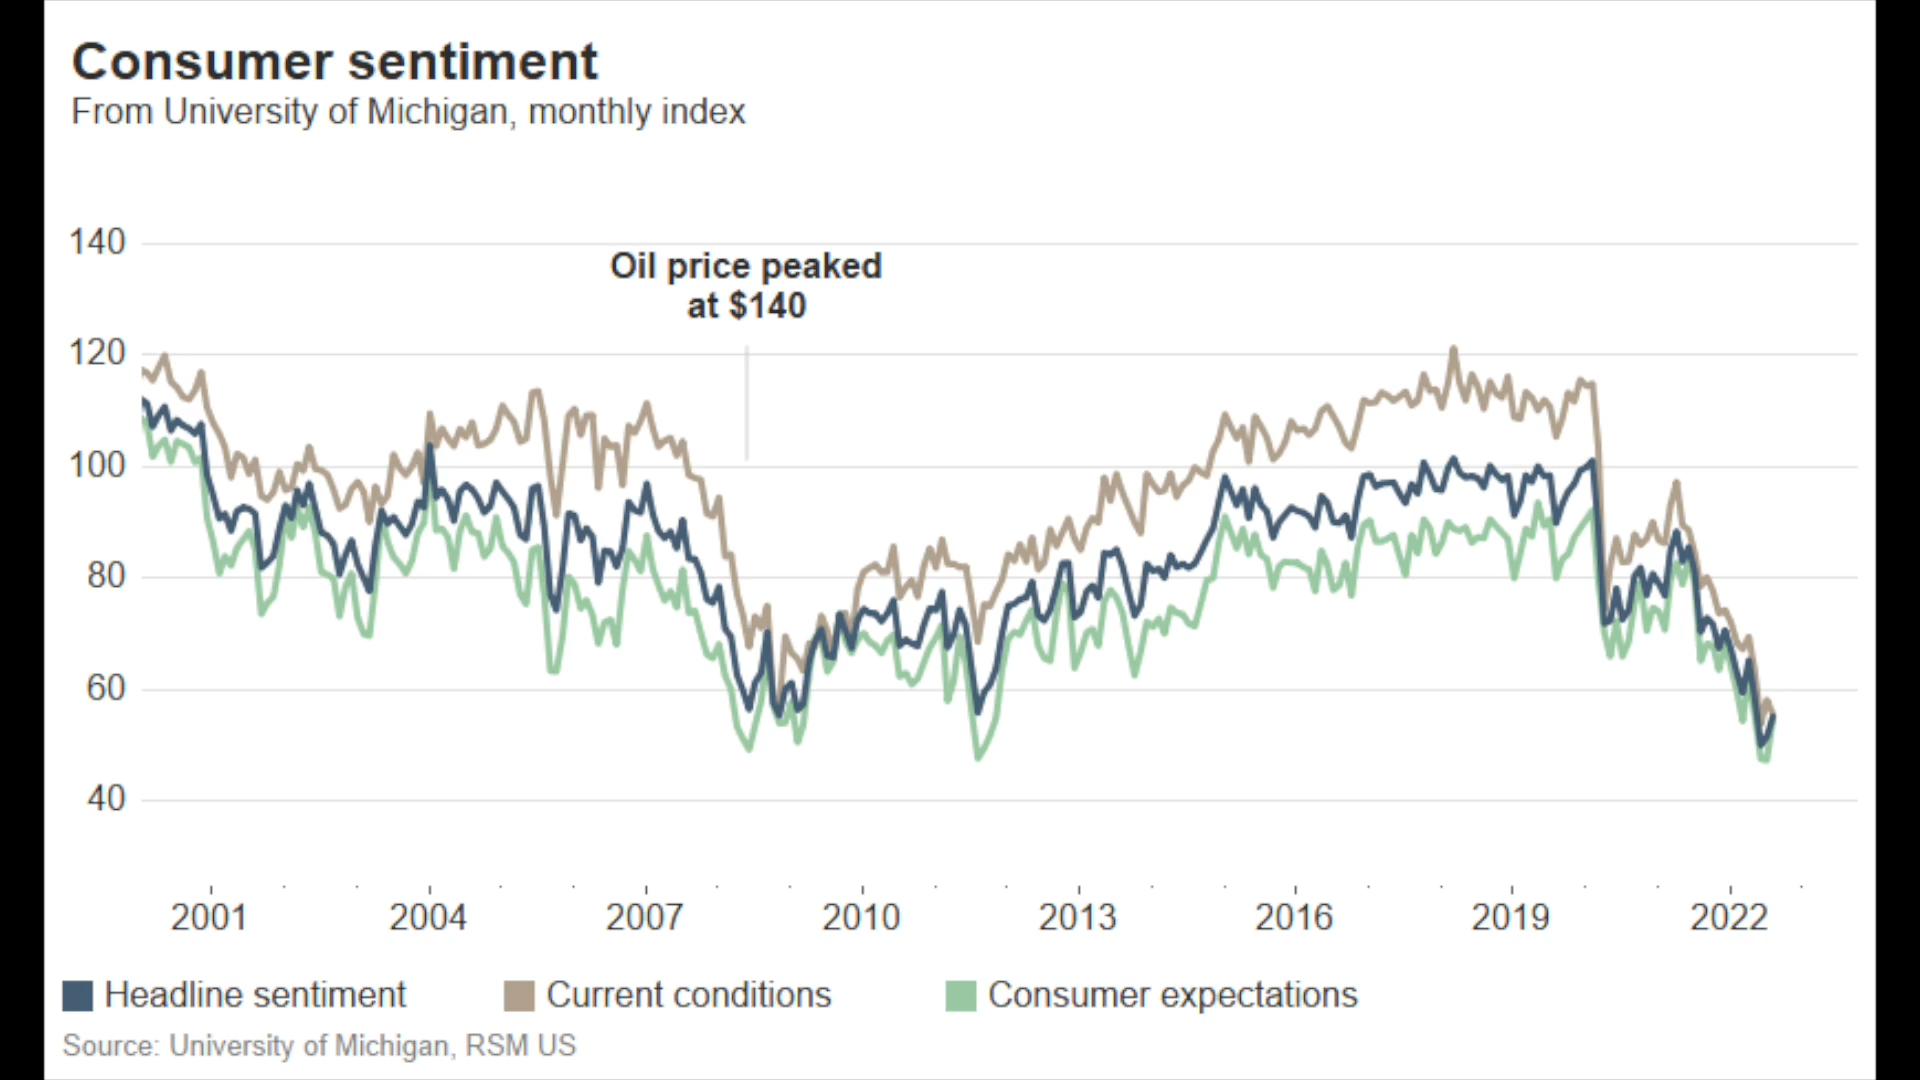 Consumer sentiment
From University of Michigan, monthly index
140
Oil price peaked
at $140
120
100
80
60
40
2001 2004 2007 2010 2013 2016 2019 2022
Headline sentiment Current conditions Consumer expectations
Source: University of Michigan, RSM US